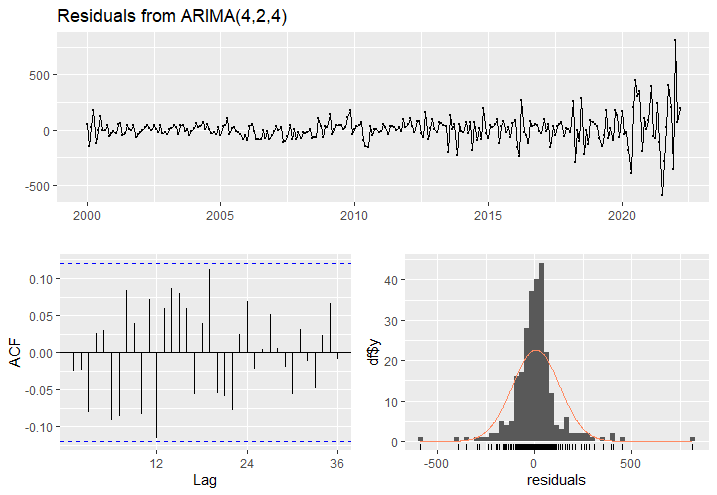 Residuals from ARIMA(4,2,4)
500
0
-500
2000 2005 2010 2015 2020
0.10
0.05
0.00
-0.05
-0.10
ACF
12 24 36
Lag
40
30
20
10
0
df$y
-500 0 500
residuals